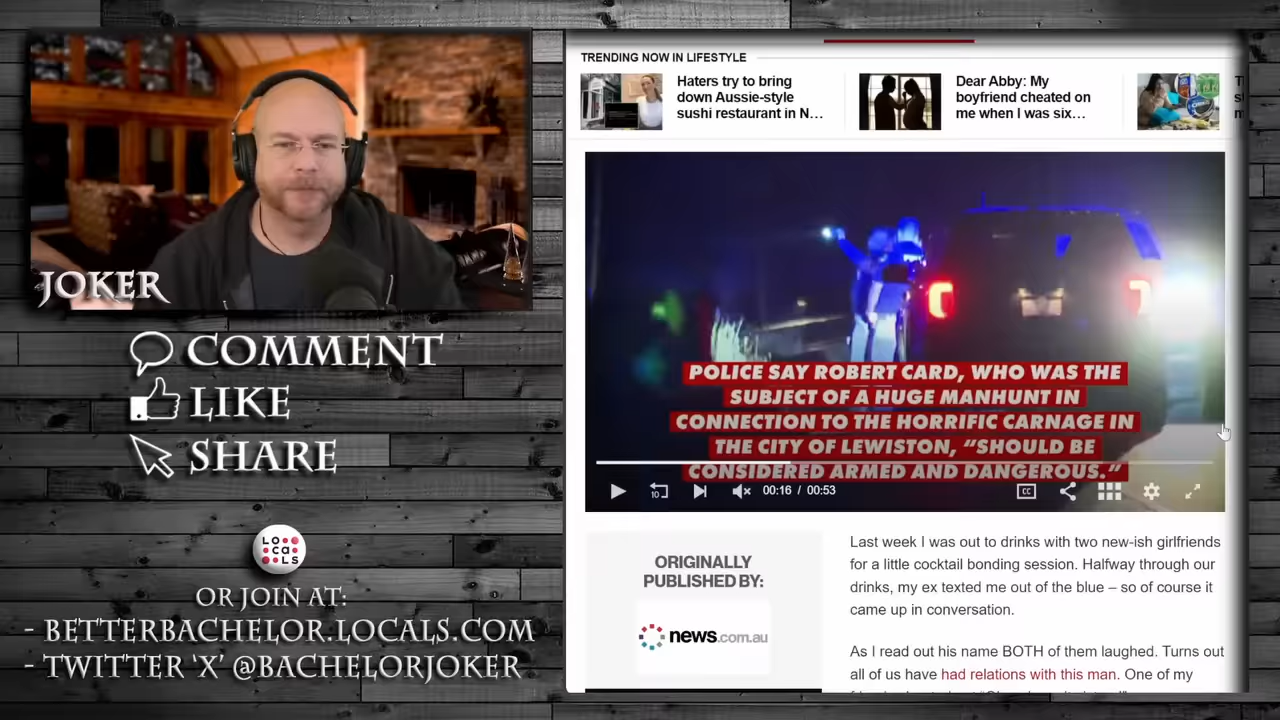 JOKER
COMMENT
LIKE
SHARE
LOCALS
OR JOIN AT:
- BETTERBACHELOR.LOCALS.COM
- TWITTER 'X' @BACHELORJOKER
TRENDING NOW IN LIFESTYLE
Haters try to bring
down Aussie-style
sushi restaurant in N…
Dear Abby: My
boyfriend cheated on
me when I was six…
POLICE SAY ROBERT CARD, WHO WAS THE
SUBJECT OF A HUGE MANHUNT IN
CONNECTION TO THE HORRIFIC CARNAGE IN
THE CITY OF LEWISTON, “SHOULD BE
CONSIDERED ARMED AND DANGEROUS.”
10
00:16 / 00:53
CC
ORIGINALLY
PUBLISHED BY:
news.com.au
Last week I was out to drinks with two new-ish girlfriends
for a little cocktail bonding session. Halfway through our
drinks, my ex texted me out of the blue – so of course it
came up in conversation.
As I read out his name BOTH of them laughed. Turns out
all of us have had relations with this man. One of my